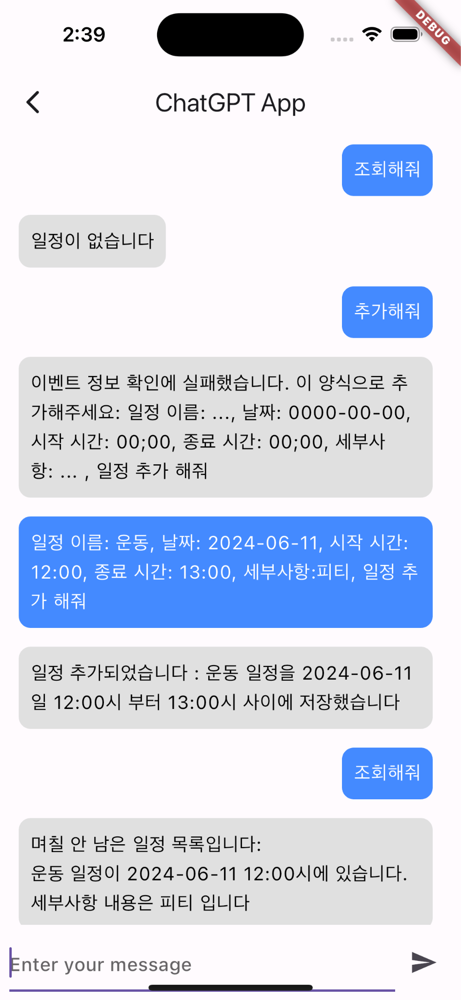 2:39
DEBUG
ChatGPT App
조회해줘
일정이 없습니다
추가해줘
이벤트 정보 확인에 실패했습니다. 이 양식으로 추
가해주세요: 일정 이름: ..., 날짜: 0000-00-00,
시작 시간: 00;00, 종료 시간: 00;00, 세부사
항: ... , 일정 추가 해줘
일정 이름: 운동, 날짜: 2024-06-11, 시작 시간:
12:00, 종료 시간: 13:00, 세부사항:피티, 일정 추
가 해줘
일정 추가되었습니다 : 운동 일정을 2024-06-11
일 12:00시 부터 13:00시 사이에 저장했습니다
조회해줘
며칠 안 남은 일정 목록입니다:
운동 일정이 2024-06-11 12:00시에 있습니다.
세부사항 내용은 피티 입니다
Enter your message